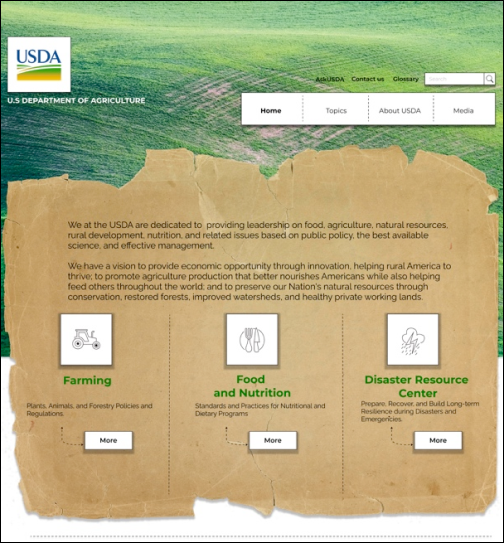 USDA
U.S DEPARTMENT OF AGRICULTURE
AskUSDA Contact us Glossary Search
Home Topics About USDA Media
We at the USDA are dedicated to providing leadership on food, agriculture, natural resources,
rural development, nutrition, and related issues based on public policy, the best available
science, and effective management.
We have a vision to provide economic opportunity through innovation, helping rural America to
thrive; to promote agriculture production that better nourishes Americans while also helping
feed others throughout the world; and to preserve our Nation's natural resources through
conservation, restored forests, improved watersheds, and healthy private working lands.
Farming
Plants, Animals, and Forestry Policies and
Regulations.
More
Food
and Nutrition
Standards and Practices for Nutritional and
Dietary Programs
More
Disaster Resource
Center
Prepare, Recover, and Build Long-term
Resilience during Disasters and
Emergencies.
More